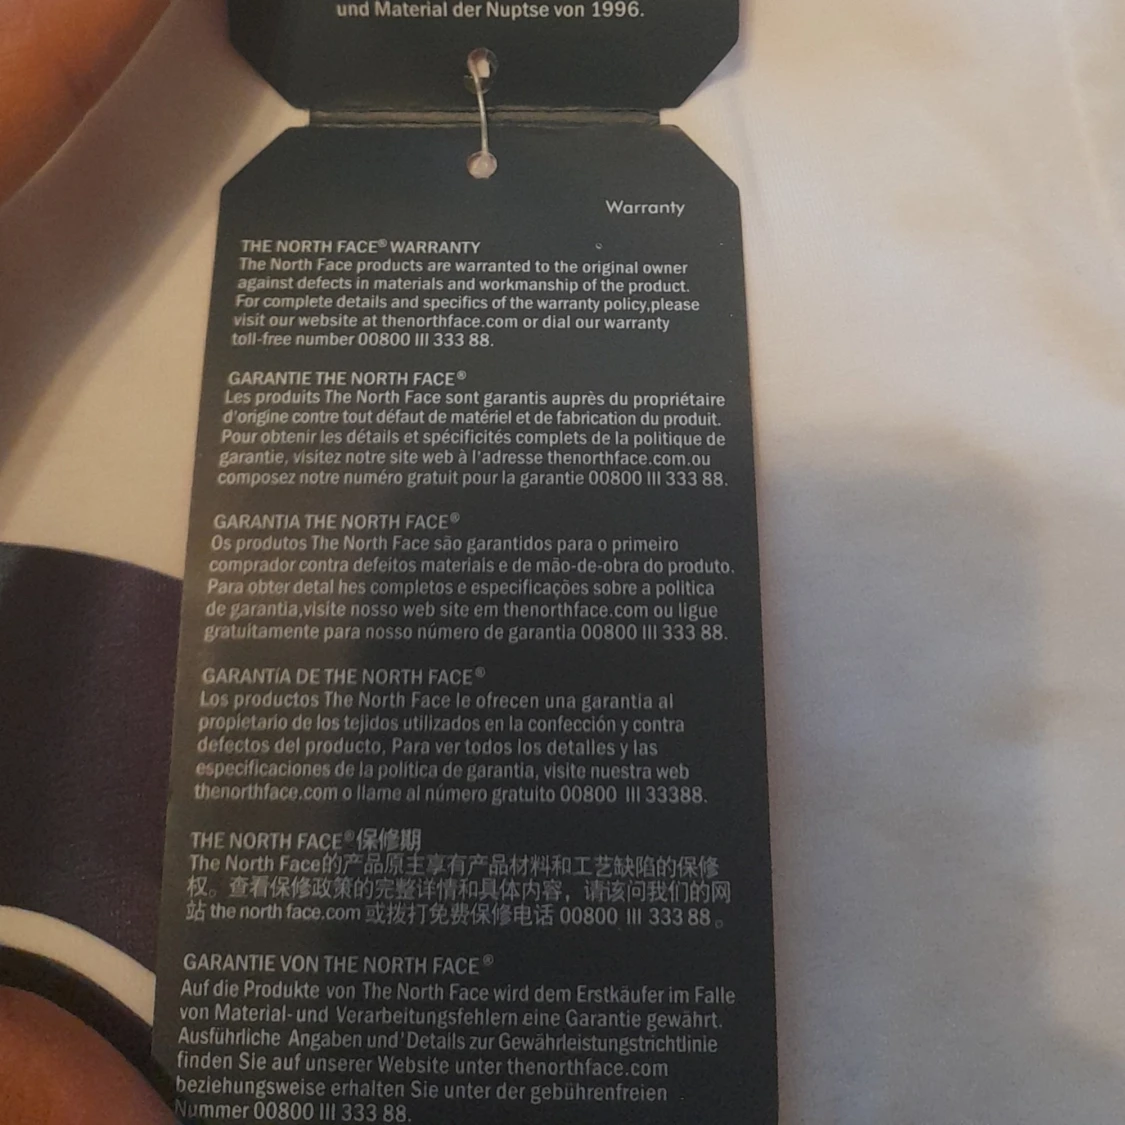 und Material der Nuptse von 1996.
Warranty
THE NORTH FACE® WARRANTY
The North Face products are warranted to the original owner
against defects in materials and workmanship of the product.
For complete details and specifics of the warranty policy,please
visit our website at thenorthface.com or dial our warranty
toll-free number 00800 III 333 88.
GARANTIE THE NORTH FACE®
Les produits The North Face sont garantis auprès du propriétaire
d'origine contre tout défaut de matériel et de fabrication du produit.
Pour obtenir les détails et spécificités complets de la politique de
garantie, visitez notre site web à l'adresse thenorthface.com.ou
composez notre numéro gratuit pour la garantie 00800 III 333 88.
GARANTIA THE NORTH FACE®
Os produtos The North Face são garantidos para o primeiro
comprador contra defeitos materiais e de mão-de-obra do produto.
Para obter detal hes completos e especificações sobre a politica
de garantia,visite nosso web site em thenorthface.com ou ligue
gratuitamente para nosso número de garantia 00800 III 333 88.
GARANTÍA DE THE NORTH FACE®
Los productos The North Face le ofrecen una garantia al
propietario de los tejidos utilizados en la confección y contra
defectos del producto, Para ver todos los detalles y las
especificaciones de la politica de garantia, visite nuestra web
thenorthface.com o llame al número gratuito 00800 III 33388.
THE NORTH FACE®保修期
The North Face的产品原主享有产品材料和工艺缺陷的保修
权。查看保修政策的完整详情和具体内容，请该问我们的网
站 the north face.com 或拨打免费保修电话 00800 III 333 88。
GARANTIE VON THE NORTH FACE®
Auf die Produkte von The North Face wird dem Erstkäufer im Falle
von Material-und Verarbeitungsfehlern eine Garantie gewährt.
Ausführliche Angaben und'Details zur Gewährleistungstrichtlinie
finden Sie auf unserer Website unter thenorthface.com
beziehungsweise erhalten Sie unter der gebührenfreien
Nummer 00800 III 333 88.